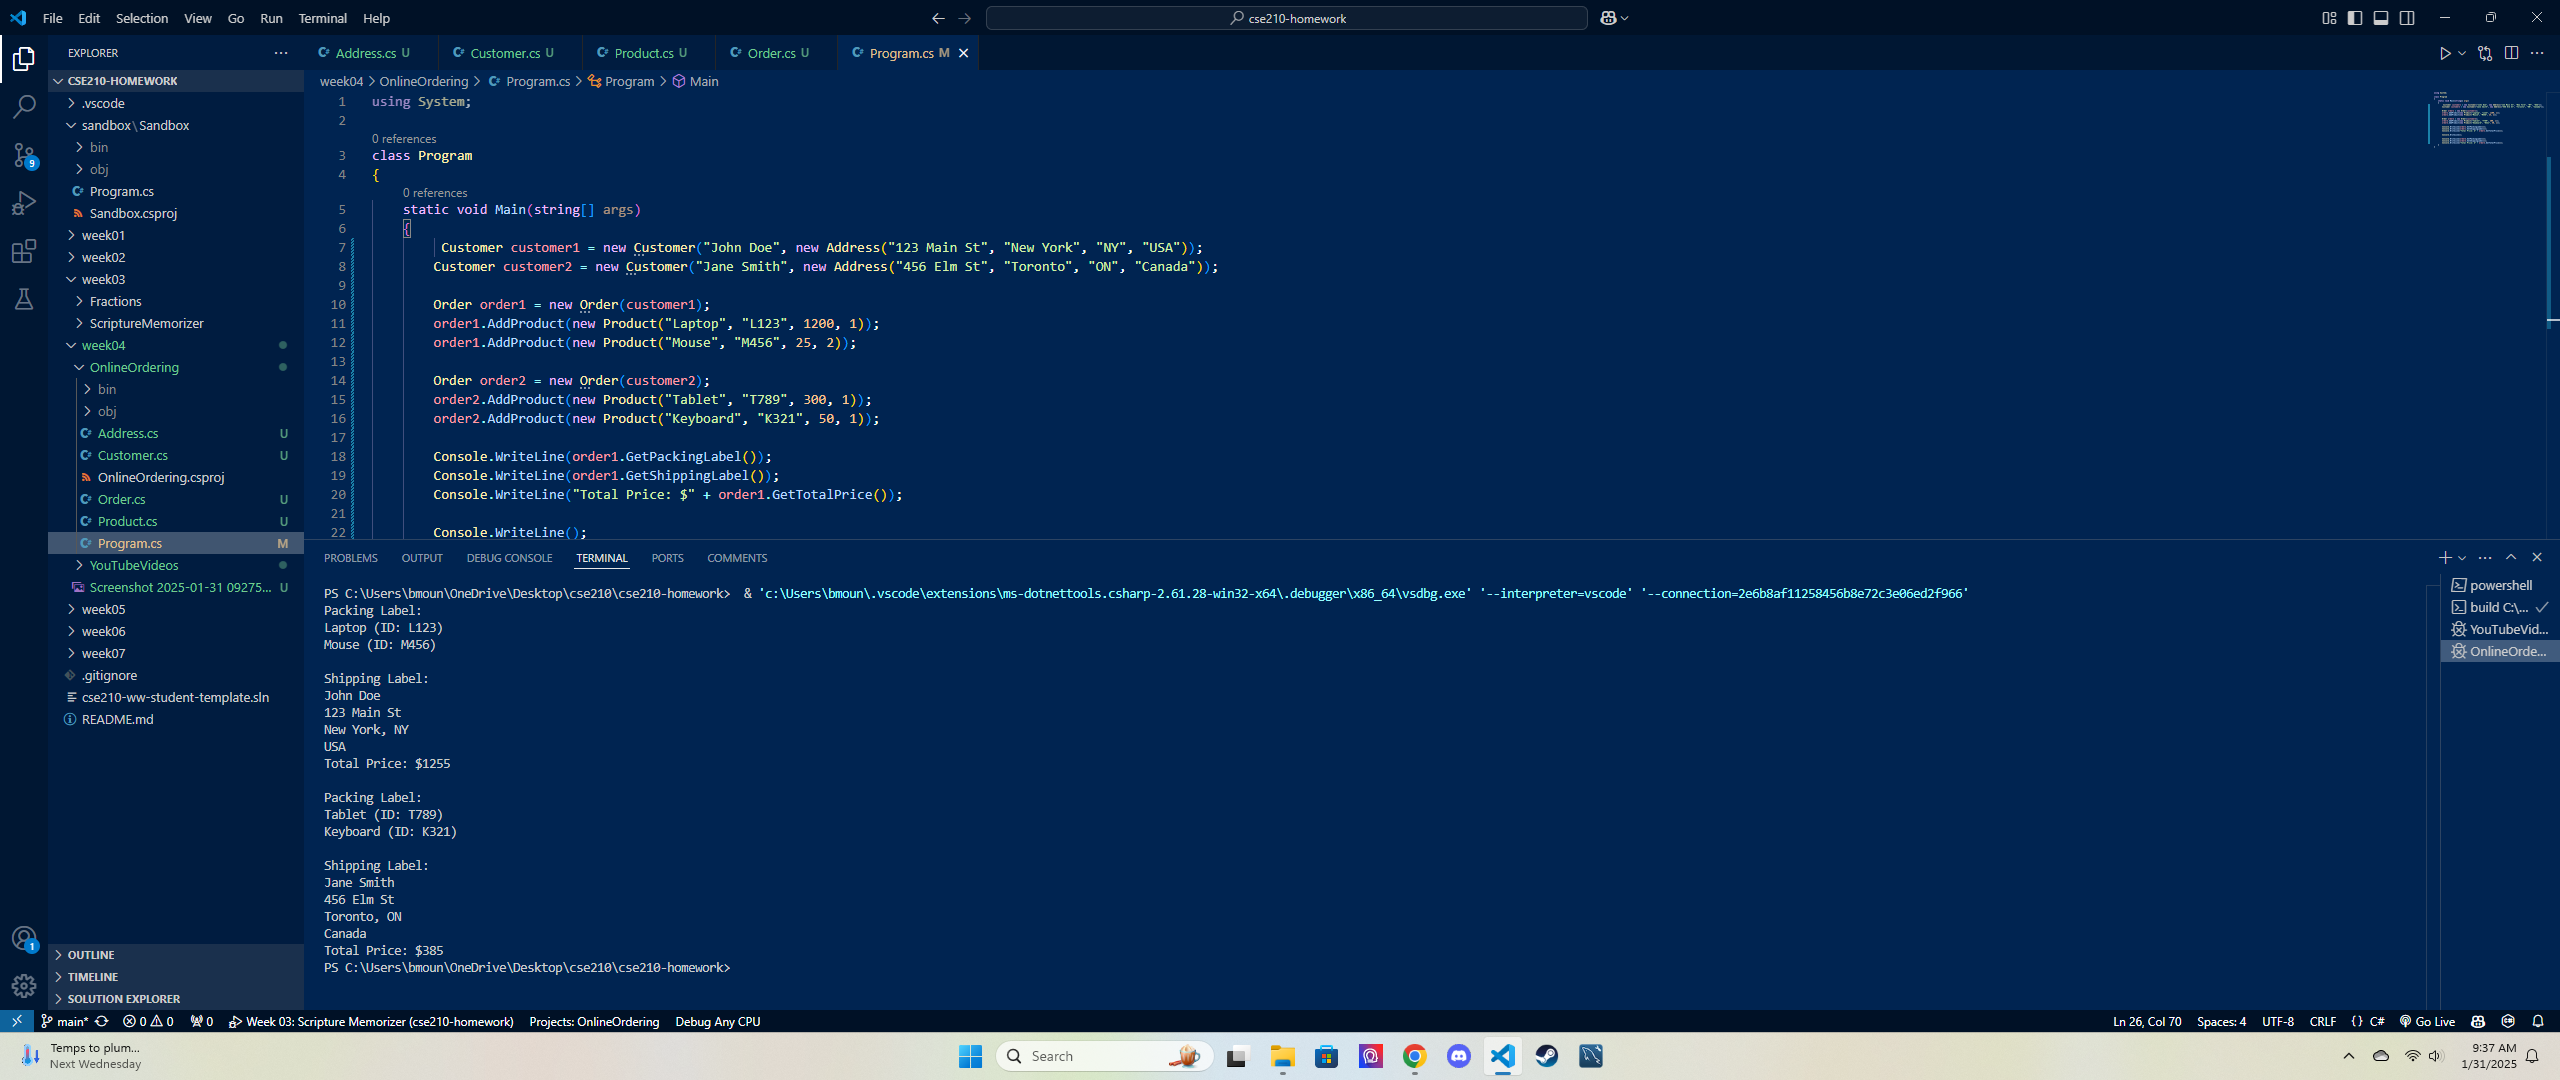 File Edit Selection View Go Run Terminal Help
cse210-homework
EXPLORER
CSE210-HOMEWORK
.vscode
sandbox\Sandbox
bin
obj
Program.cs
Sandbox.csproj
week01
week02
week03
Fractions
ScriptureMemorizer
week04
OnlineOrdering
bin
obj
Address.cs U
Customer.cs U
OnlineOrdering.csproj
Order.cs U
Product.cs U
Program.cs M
YouTubeVideos
Screenshot 2025-01-31 09275... U
week05
week06
week07
.gitignore
cse210-ww-student-template.sln
README.md
OUTLINE
TIMELINE
SOLUTION EXPLORER
9
1
Address.cs U Customer.cs U Product.cs U Order.cs U Program.cs M
week04 > OnlineOrdering > Program.cs > Program > Main
1 using System;
2
0 references
3 class Program
4 {
0 references
5 static void Main(string[] args)
6 {
7 Customer customer1 = new Customer("John Doe", new Address("123 Main St", "New York", "NY", "USA"));
8 Customer customer2 = new Customer("Jane Smith", new Address("456 Elm St", "Toronto", "ON", "Canada"));
9
10 Order order1 = new Order(customer1);
11 order1.AddProduct(new Product("Laptop", "L123", 1200, 1));
12 order1.AddProduct(new Product("Mouse", "M456", 25, 2));
13
14 Order order2 = new Order(customer2);
15 order2.AddProduct(new Product("Tablet", "T789", 300, 1));
16 order2.AddProduct(new Product("Keyboard", "K321", 50, 1));
17
18 Console.WriteLine(order1.GetPackingLabel());
19 Console.WriteLine(order1.GetShippingLabel());
20 Console.WriteLine("Total Price: $" + order1.GetTotalPrice());
21
22 Console.WriteLine();
PROBLEMS OUTPUT DEBUG CONSOLE TERMINAL PORTS COMMENTS
PS C:\Users\bmoun\OneDrive\Desktop\cse210\cse210-homework> & 'c:\Users\bmoun\.vscode\extensions\ms-dotnettools.csharp-2.61.28-win32-x64\.debugger\x86_64\vsdbg.exe' '--interpreter=vscode' '--connection=2e6b8af11258456b8e72c3e06ed2f966'
Packing Label:
Laptop (ID: L123)
Mouse (ID: M456)

Shipping Label:
John Doe
123 Main St
New York, NY
USA
Total Price: $1255

Packing Label:
Tablet (ID: T789)
Keyboard (ID: K321)

Shipping Label:
Jane Smith
456 Elm St
Toronto, ON
Canada
Total Price: $385
PS C:\Users\bmoun\OneDrive\Desktop\cse210\cse210-homework>
powershell
build C:\...
YouTubeVid...
OnlineOrde...
main* 0 0 0 Week 03: Scripture Memorizer (cse210-homework) Projects: OnlineOrdering Debug Any CPU
Ln 26, Col 70 Spaces: 4 UTF-8 CRLF {} C# Go Live
Temps to plum...
Next Wednesday
Search
9:37 AM
1/31/2025